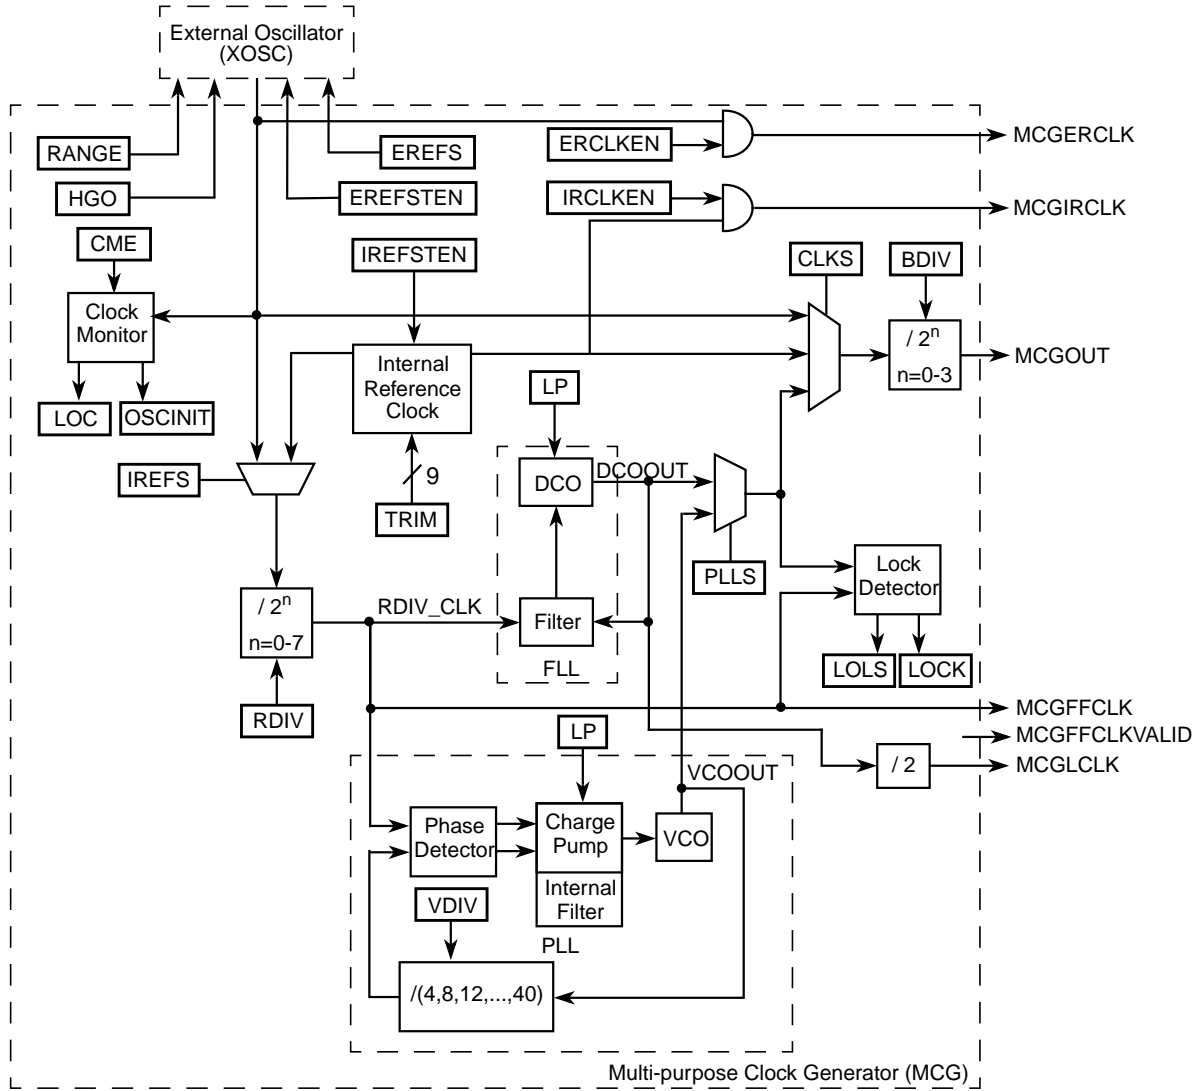 External Oscillator
(XOSC)
RANGE
EREFS
ERCLKEN
MCGERCLK
HGO
EREFSTEN
IRCLKEN
MCGIRCLK
CME
IREFSTEN
CLKS
BDIV
Clock
Monitor
/ 2n
n=0-3
MCGOUT
Internal
Reference
Clock
LP
LOC
OSCINIT
IREFS
9
TRIM
DCO
DCOOUT
PLLS
Lock
Detector
/ 2n
n=0-7
RDIV_CLK
Filter
FLL
LOLS
LOCK
RDIV
MCGFFCLK
MCGFFCLKVALID
LP
/ 2
MCGLCLK
VCOOUT
Phase
Detector
Charge
Pump
VCO
Internal
Filter
VDIV
PLL
/(4,8,12,...,40)
Multi-purpose Clock Generator (MCG)